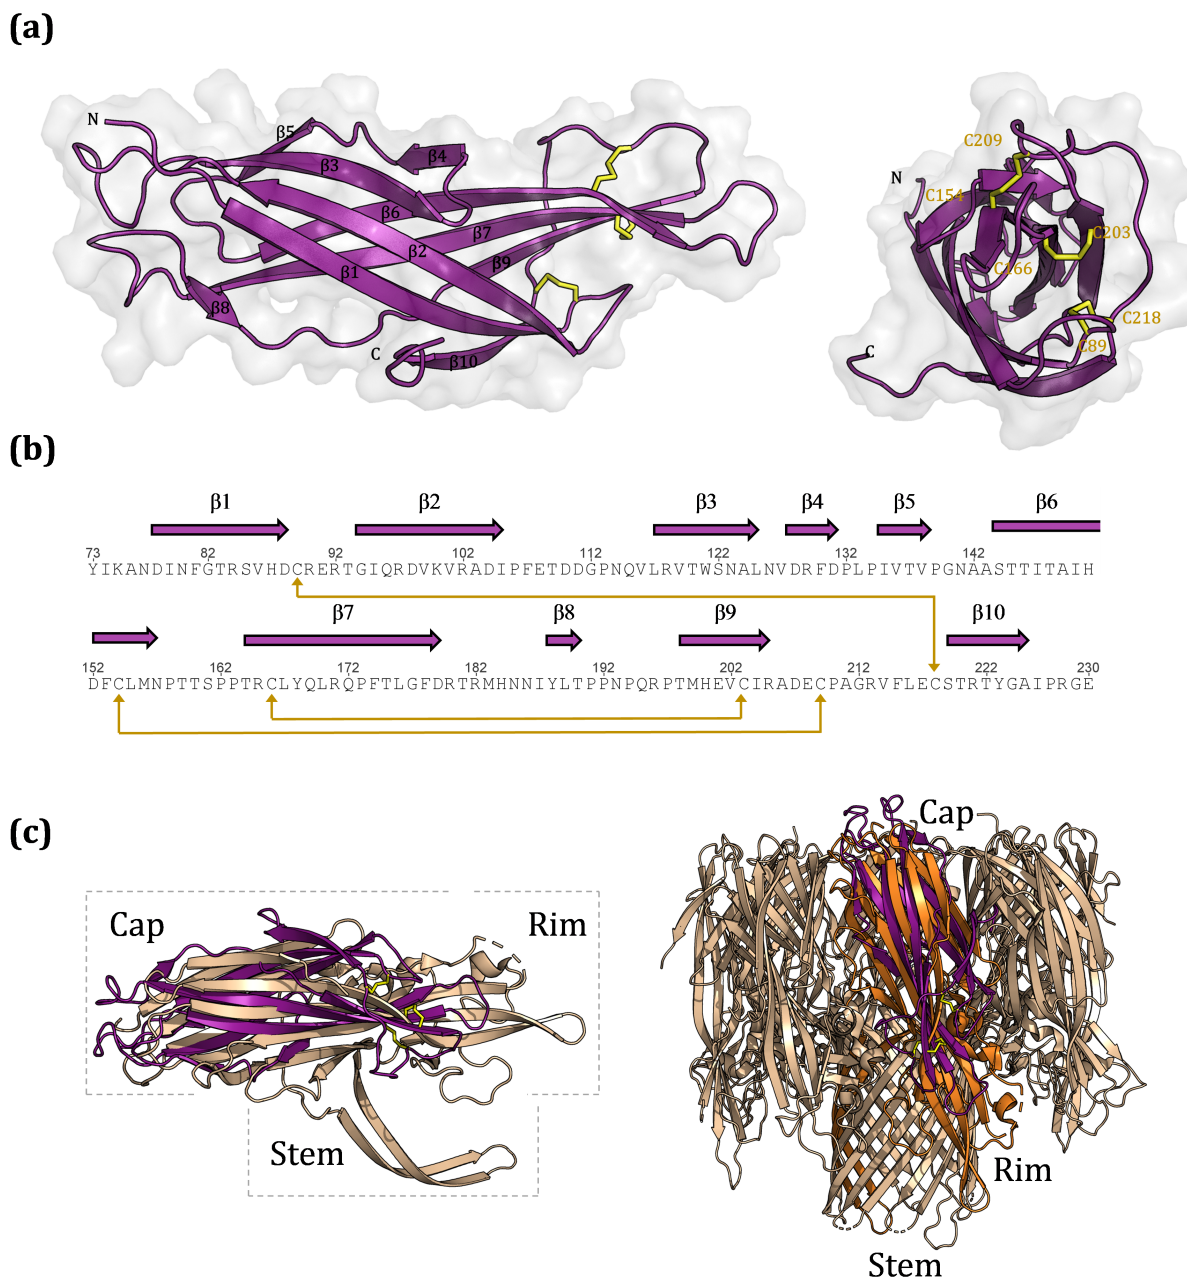 (a)
N
β5
β3
β4
β6
β7
β2
β9
β1
β8
C
β10
C209
N
C154
C203
C166
C218
C89
C
(b)
β1 β2 β3 β4 β5 β6
73 82 92 102 112 122 132 142
YIKANDINFGTRSVHDCRERTGIQRDVKVRADIPFETDDGPNQVLRVTWSNALNVDRFDPLPIVTVPGNAASTTITAIH
β7 β8 β9 β10
152 162 172 182 192 202 212 222 230
DFCLMNPTTSPPTRCLYQLRQPFTLGFDRTRMHNNIYLTPPNPQRPTMHEVCIRADECPAGRVFLECSTRTYGAIPRGE
(c)
Cap
Rim
Stem
Cap
Rim
Stem